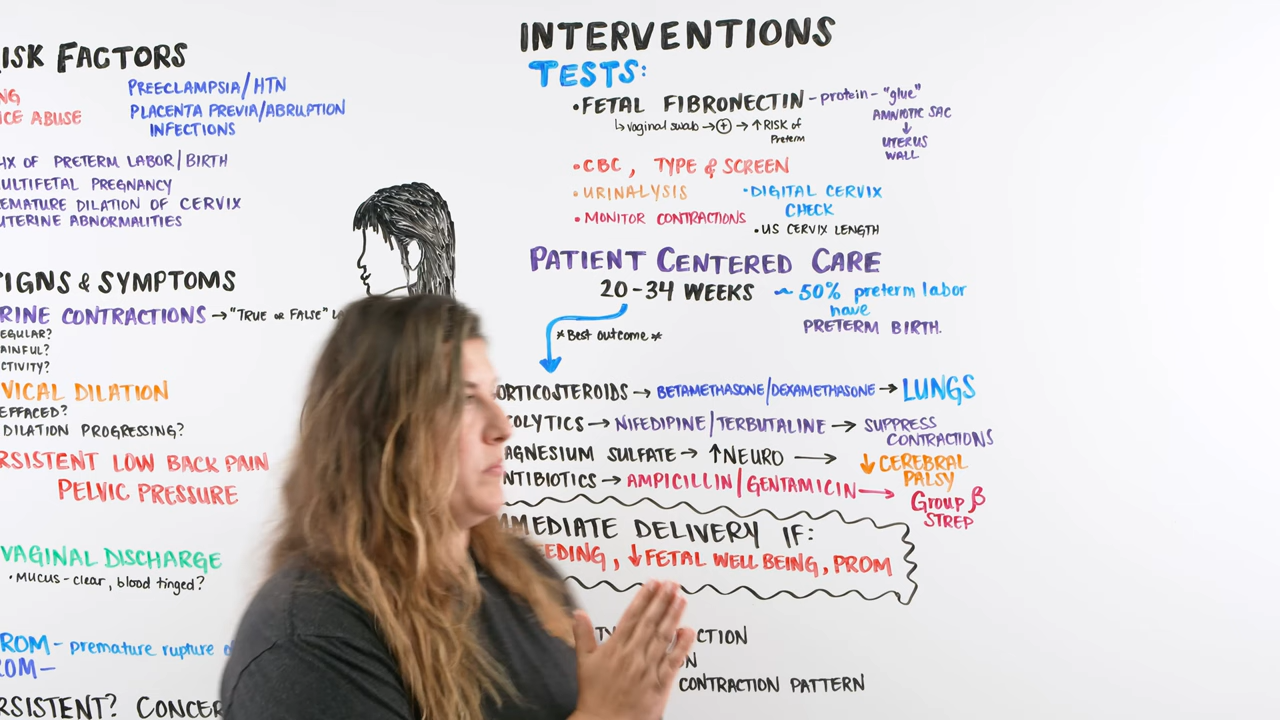 ISK FACTORS
NG
CE ABUSE
PREECLAMPSIA/HTN
PLACENTA PREVIA/ABRUPTION
INFECTIONS
HX OF PRETERM LABOR/BIRTH
ULTIFETAL PREGNANCY
EMATURE DILATION OF CERVIX
UTERINE ABNORMALITIES
IGNS & SYMPTOMS
RINE CONTRACTIONS → "TRUE OR FALSE" L
EGULAR?
AINFUL?
CTIVITY?
VICAL DILATION
EFFACED?
DILATION PROGRESSING?
RSISTENT LOW BACK PAIN
PELVIC PRESSURE
VAGINAL DISCHARGE
• MUCUS - clear, blood tinged?
ROM - premature rupture o
OM -
RSISTENT? CONCER
INTERVENTIONS
TESTS:
• FETAL FIBRONECTIN - protein - "glue"
AMNIOTIC SAC
↓
UTERUS
WALL
↳ vaginal swab → (+) → ↑ RISK of
Preterm
• CBC, TYPE & SCREEN
• URINALYSIS
• MONITOR CONTRACTIONS
• DIGITAL CERVIX
CHECK
• US CERVIX LENGTH
PATIENT CENTERED CARE
20-34 WEEKS ~ 50% preterm labor
have
PRETERM BIRTH.
*Best outcome*
ORTICOSTEROIDS → BETAMETHASONE/DEXAMETHASONE → LUNGS
COLYTICS → NIFEDIPINE/TERBUTALINE → SUPPRESS
CONTRACTIONS
AGNESIUM SULFATE → ↑ NEURO → ↓ CEREBRAL
PALSY
NTIBIOTICS → AMPICILLIN/GENTAMICIN → Group β
STREP
MMEDIATE DELIVERY IF:
EEDING, ↓ FETAL WELL BEING, PROM
CTION
N
CONTRACTION PATTERN